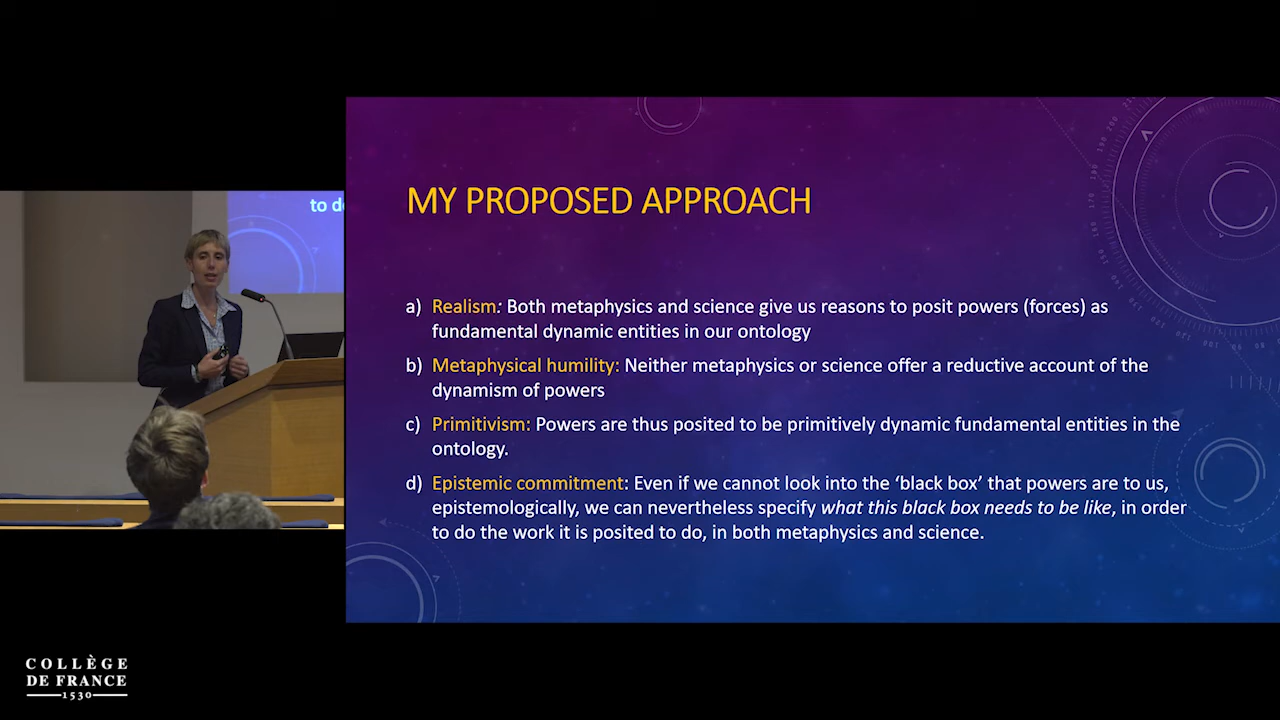 to d
MY PROPOSED APPROACH
a) Realism: Both metaphysics and science give us reasons to posit powers (forces) as
fundamental dynamic entities in our ontology
b) Metaphysical humility: Neither metaphysics or science offer a reductive account of the
dynamism of powers
c) Primitivism: Powers are thus posited to be primitively dynamic fundamental entities in the
ontology.
d) Epistemic commitment: Even if we cannot look into the ‘black box’ that powers are to us,
epistemologically, we can nevertheless specify what this black box needs to be like, in order
to do the work it is posited to do, in both metaphysics and science.
COLLÈGE
DE FRANCE
1530